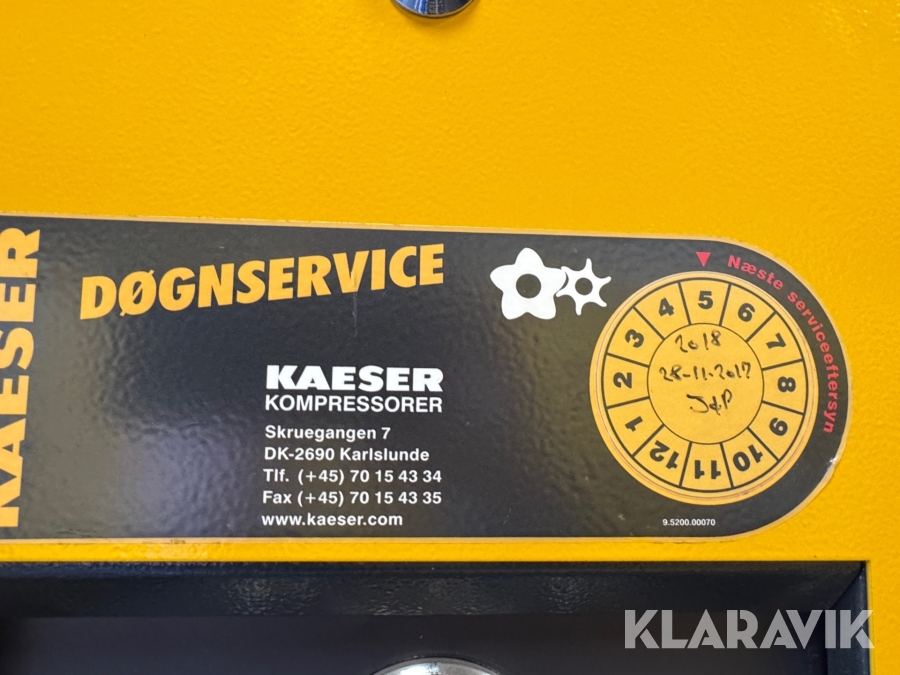 KAESER
DØGNSERVICE
KAESER
KOMPRESSORER
Skruegangen 7
DK-2690 Karlslunde
Tlf. (+45) 70 15 43 34
Fax (+45) 70 15 43 35
www.kaeser.com
Næste serviceeftersyn
1 2 3 4 5 6 7 8 9 10 11 12
2018
28-11-2017
9.5200.00070
KLARAVIK